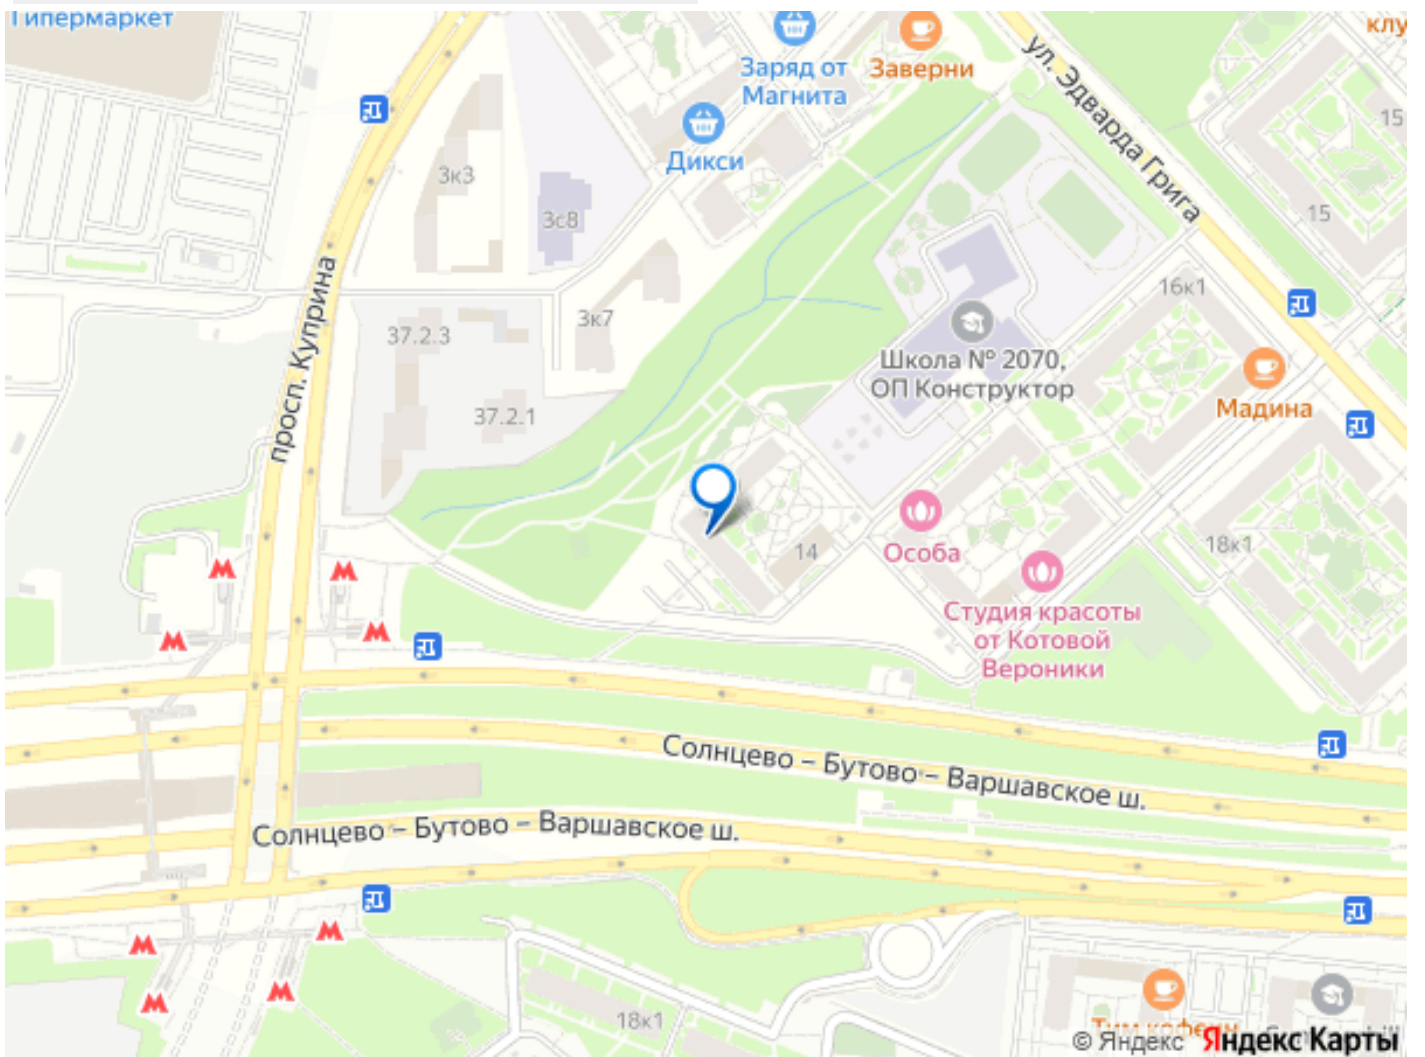 Гипермаркет
клу
Заряд от
Магнита
Заверни
ул. Эдварда Грига
15
Дикси
3к3
3с8
15
просп. Куприна
16к1
3к7
37.2.3
Школа № 2070,
ОП Конструктор
37.2.1
Мадина
14
Особа
18к1
Студия красоты
от Котовой
Вероники
Солнцево – Бутово – Варшавское ш.
Солнцево – Бутово – Варшавское ш.
18к1
© Яндекс Яндекс Карты